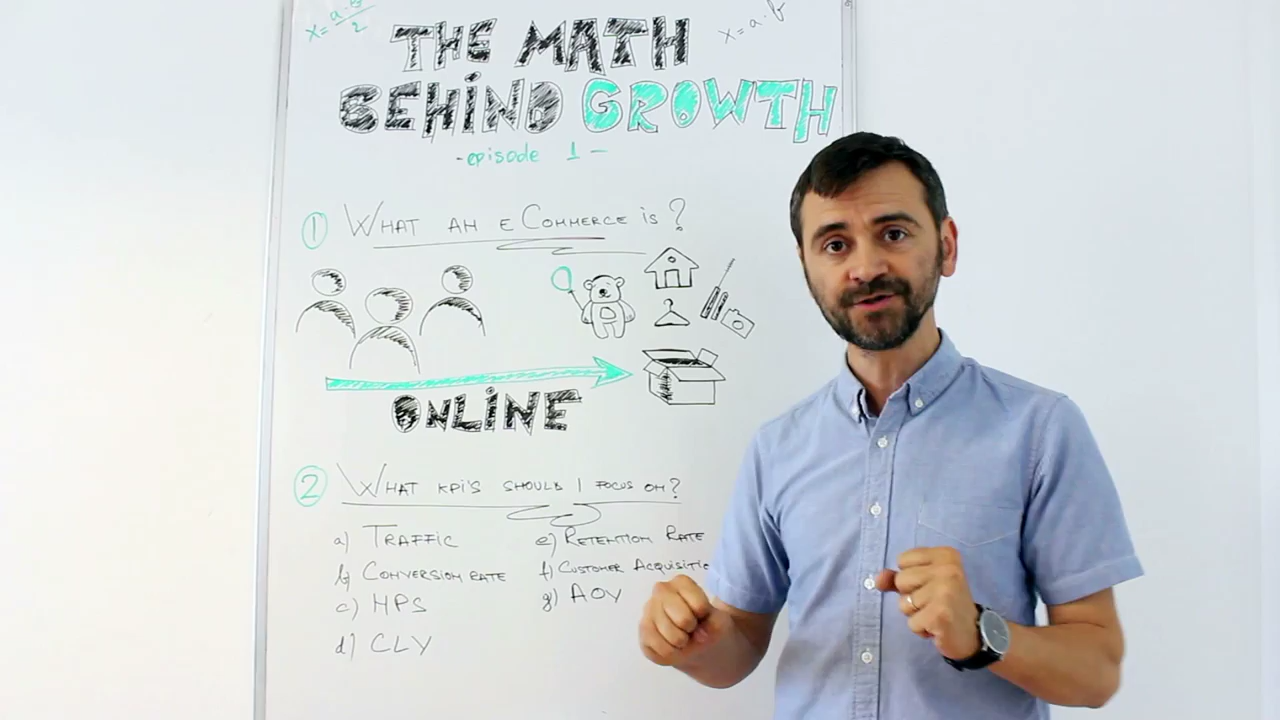 x = a·b/2
x = a·b
THE MATH
BEHIND GROWTH
-episode 1-
1 WHAT AN eCOMMERCE iS?
ONLiNE
2 WHAT KPi'S SHOULD I FOCUS ON?
a) TRAFFiC
b) CONVERSION RATE
c) NPS
d) CLV
e) RETENTION RATE
f) CUSTOMER ACQUISITIO
g) AOV